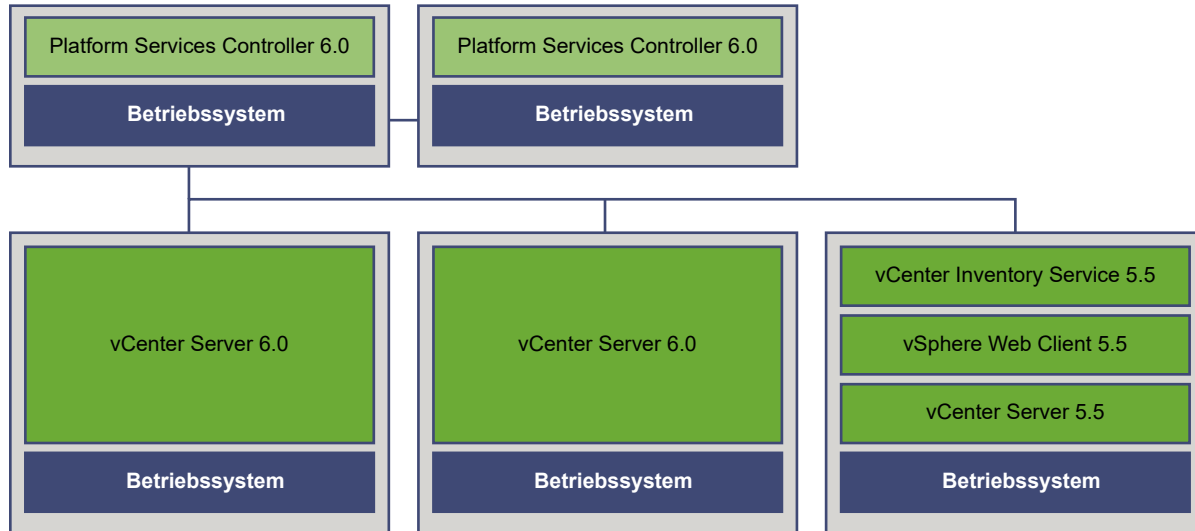 Platform Services Controller 6.0
Betriebssystem
Platform Services Controller 6.0
Betriebssystem
vCenter Server 6.0
Betriebssystem
vCenter Server 6.0
Betriebssystem
vCenter Inventory Service 5.5
vSphere Web Client 5.5
vCenter Server 5.5
Betriebssystem